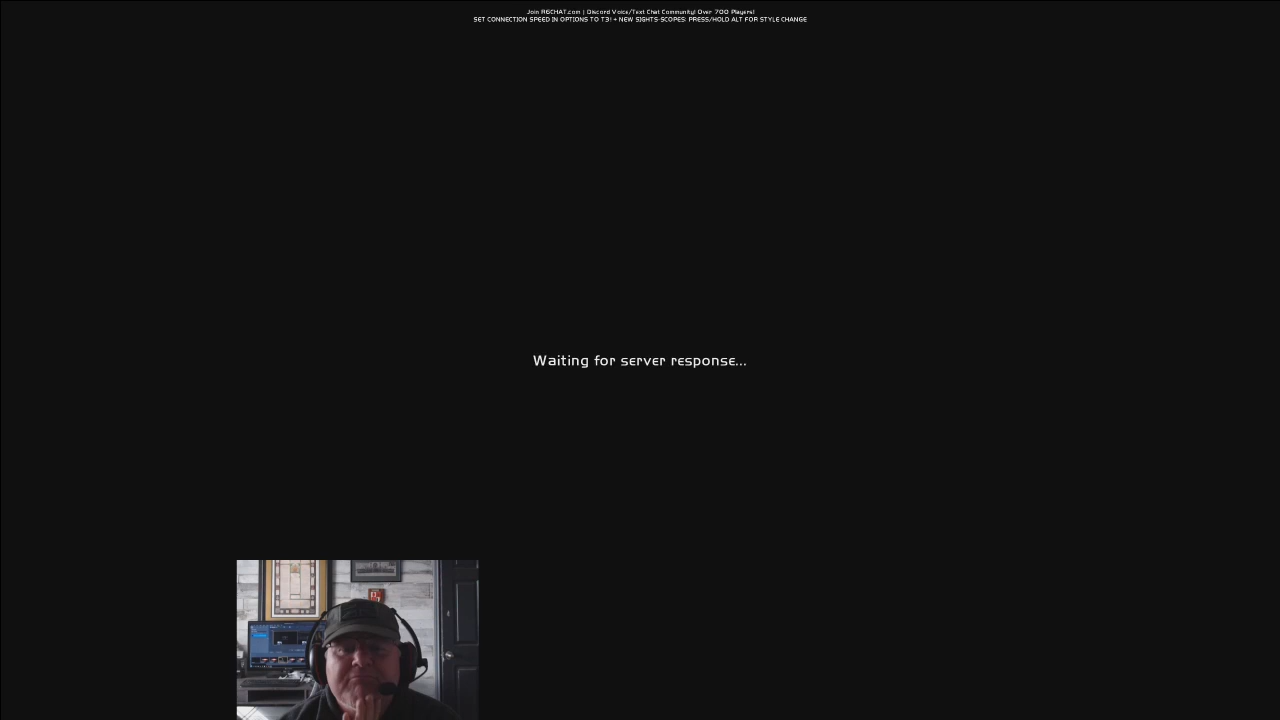 Join R6CHAT.com | Discord Voice/Text Chat Community! Over 700 Players!
SET CONNECTION SPEED IN OPTIONS TO T3! + NEW SIGHTS-SCOPES: PRESS/HOLD ALT FOR STYLE CHANGE
Waiting for server response...